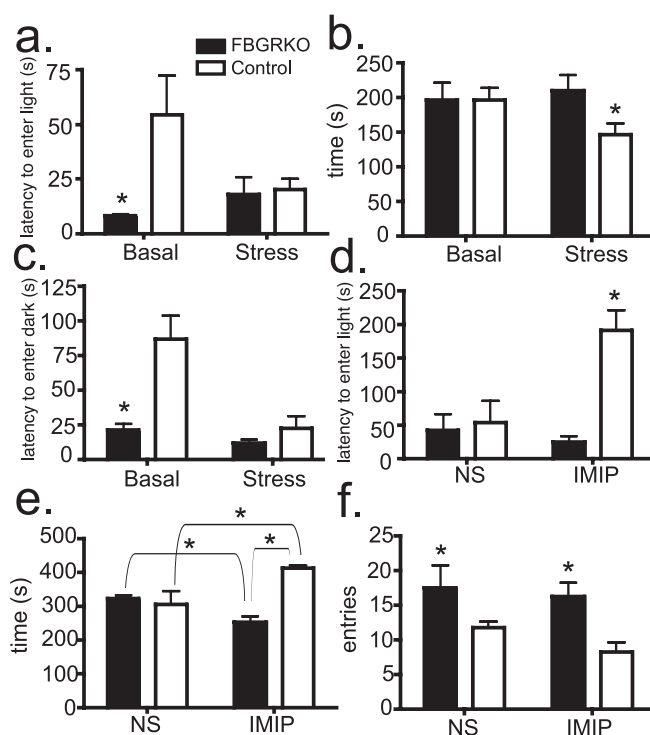 a.
FBGRKO
Control
latency to enter light (s)
75
50
25
0
*
Basal
Stress
b.
time (s)
250
200
150
100
50
0
*
Basal
Stress
c.
latency to enter dark (s)
125
100
75
25
0
*
Basal
Stress
d.
latency to enter light (s)
250
200
150
100
50
0
*
NS
IMIP
e.
time (s)
500
400
300
200
100
0
*
*
*
NS
IMIP
f.
entries
25
20
15
10
5
0
*
*
NS
IMIP